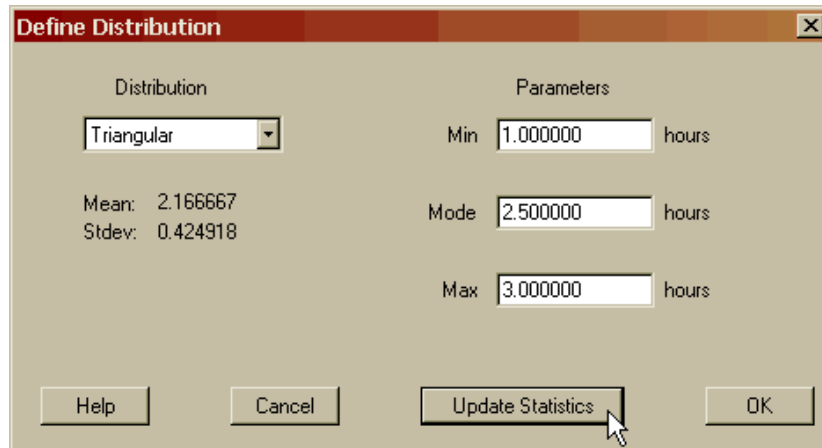 Define Distribution
Distribution
Parameters
Triangular
Min 1.000000 hours
Mean: 2.166667
Stdev: 0.424918
Mode 2.500000 hours
Max 3.000000 hours
Help Cancel Update Statistics OK